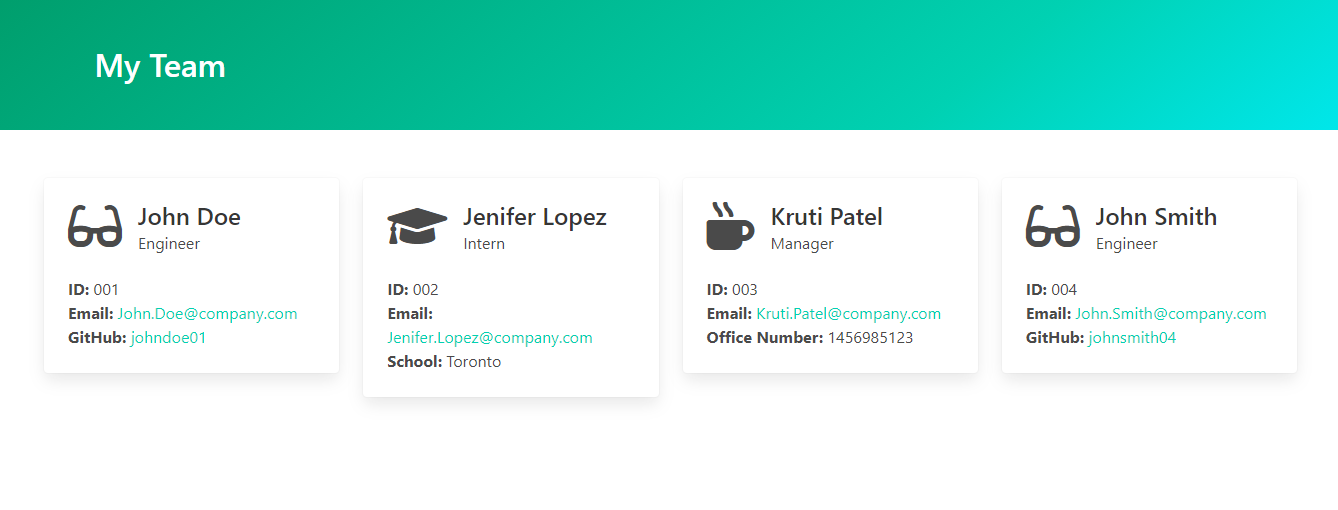 My Team
John Doe
Engineer
ID: 001
Email: John.Doe@company.com
GitHub: johndoe01
Jenifer Lopez
Intern
ID: 002
Email:
Jenifer.Lopez@company.com
School: Toronto
Kruti Patel
Manager
ID: 003
Email: Kruti.Patel@company.com
Office Number: 1456985123
John Smith
Engineer
ID: 004
Email: John.Smith@company.com
GitHub: johnsmith04